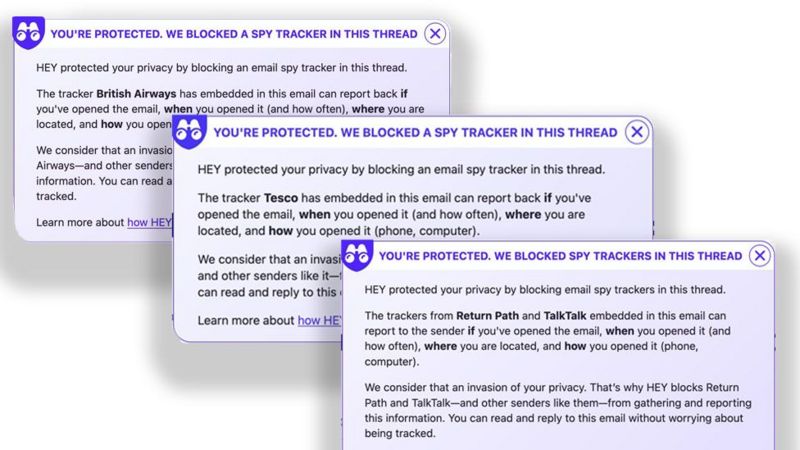 YOU'RE PROTECTED. WE BLOCKED A SPY TRACKER IN THIS THREAD
HEY protected your privacy by blocking an email spy tracker in this thread.
The tracker British Airways has embedded in this email can report back if
you've opened the email, when you opened it (and how often), where you are
located, and how you open
We consider that an invasio
Airways—and other senders
information. You can read a
tracked.
Learn more about how HEY
YOU'RE PROTECTED. WE BLOCKED A SPY TRACKER IN THIS THREAD
HEY protected your privacy by blocking an email spy tracker in this thread.
The tracker Tesco has embedded in this email can report back if you've
opened the email, when you opened it (and how often), where you are
located, and how you opened it (phone, computer).
We consider that an invasi
and other senders like it—
can read and reply to this
Learn more about how HE
YOU'RE PROTECTED. WE BLOCKED SPY TRACKERS IN THIS THREAD
HEY protected your privacy by blocking email spy trackers in this thread.
The trackers from Return Path and TalkTalk embedded in this email can
report to the sender if you've opened the email, when you opened it (and
how often), where you are located, and how you opened it (phone,
computer).
We consider that an invasion of your privacy. That's why HEY blocks Return
Path and TalkTalk—and other senders like them—from gathering and reporting
this information. You can read and reply to this email without worrying about
being tracked.